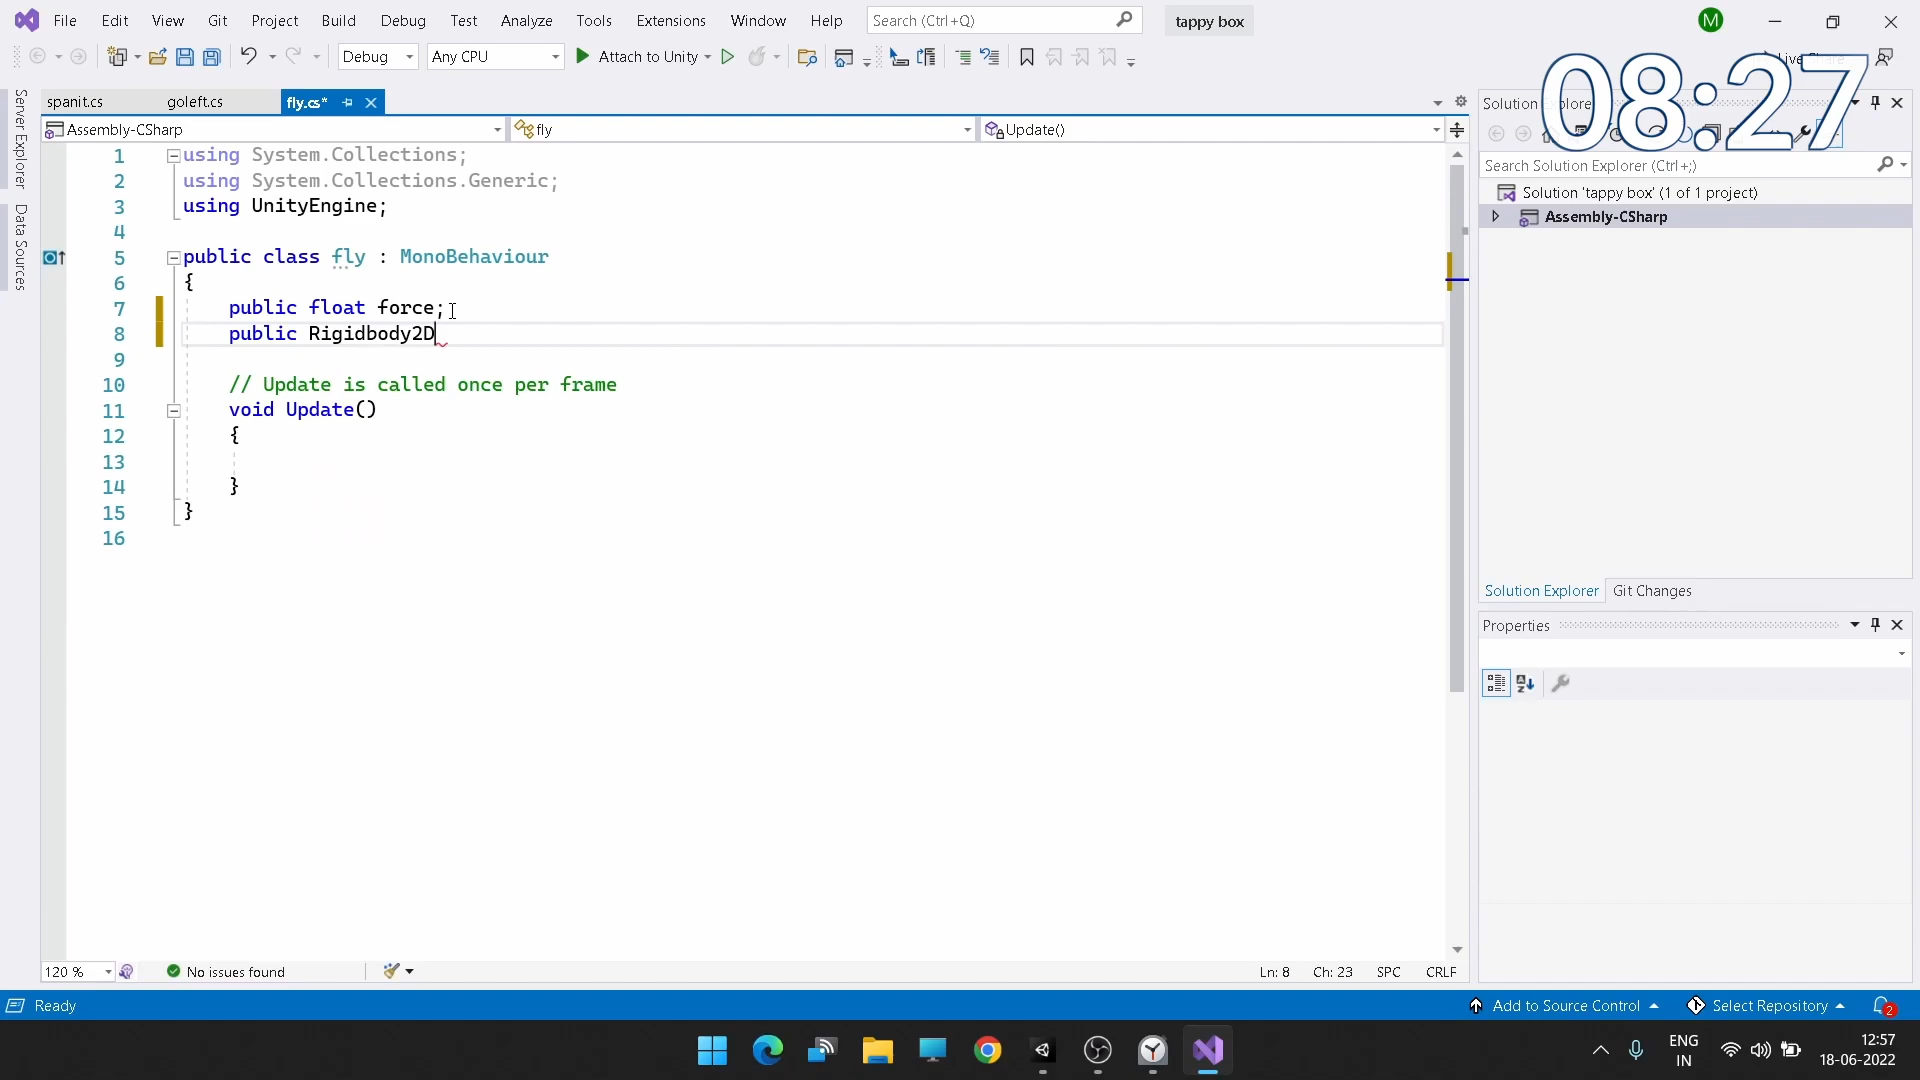 File Edit View Git Project Build Debug Test Analyze Tools Extensions Window Help Search (Ctrl+Q) tappy box M
Debug Any CPU Attach to Unity Live Share
08:27
Server Explorer
Data Sources
spanit.cs goleft.cs fly.cs*
Assembly-CSharp fly Update()
1 using System.Collections;
2 using System.Collections.Generic;
3 using UnityEngine;
4
5 public class fly : MonoBehaviour
6 {
7 public float force;
8 public Rigidbody2D
9
10 // Update is called once per frame
11 void Update()
12 {
13
14 }
15 }
16
120 % No issues found Ln: 8 Ch: 23 SPC CRLF
Solution Explorer
Search Solution Explorer (Ctrl+;)
Solution 'tappy box' (1 of 1 project)
Assembly-CSharp
Solution Explorer Git Changes
Properties
Ready Add to Source Control Select Repository 2
ENG
IN
12:57
18-06-2022